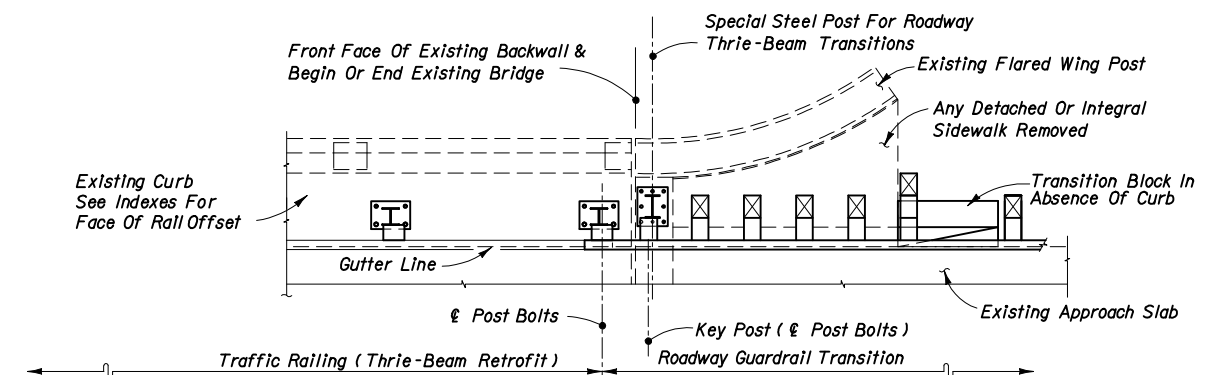 Special Steel Post For Roadway
Thrie-Beam Transitions
Front Face Of Existing Backwall &
Begin Or End Existing Bridge
Existing Flared Wing Post
Any Detached Or Integral
Sidewalk Removed
Existing Curb
See Indexes For
Face Of Rail Offset
Transition Block In
Absence Of Curb
Gutter Line
Existing Approach Slab
℄ Post Bolts
Key Post ( ℄ Post Bolts )
Traffic Railing ( Thrie-Beam Retrofit )
Roadway Guardrail Transition